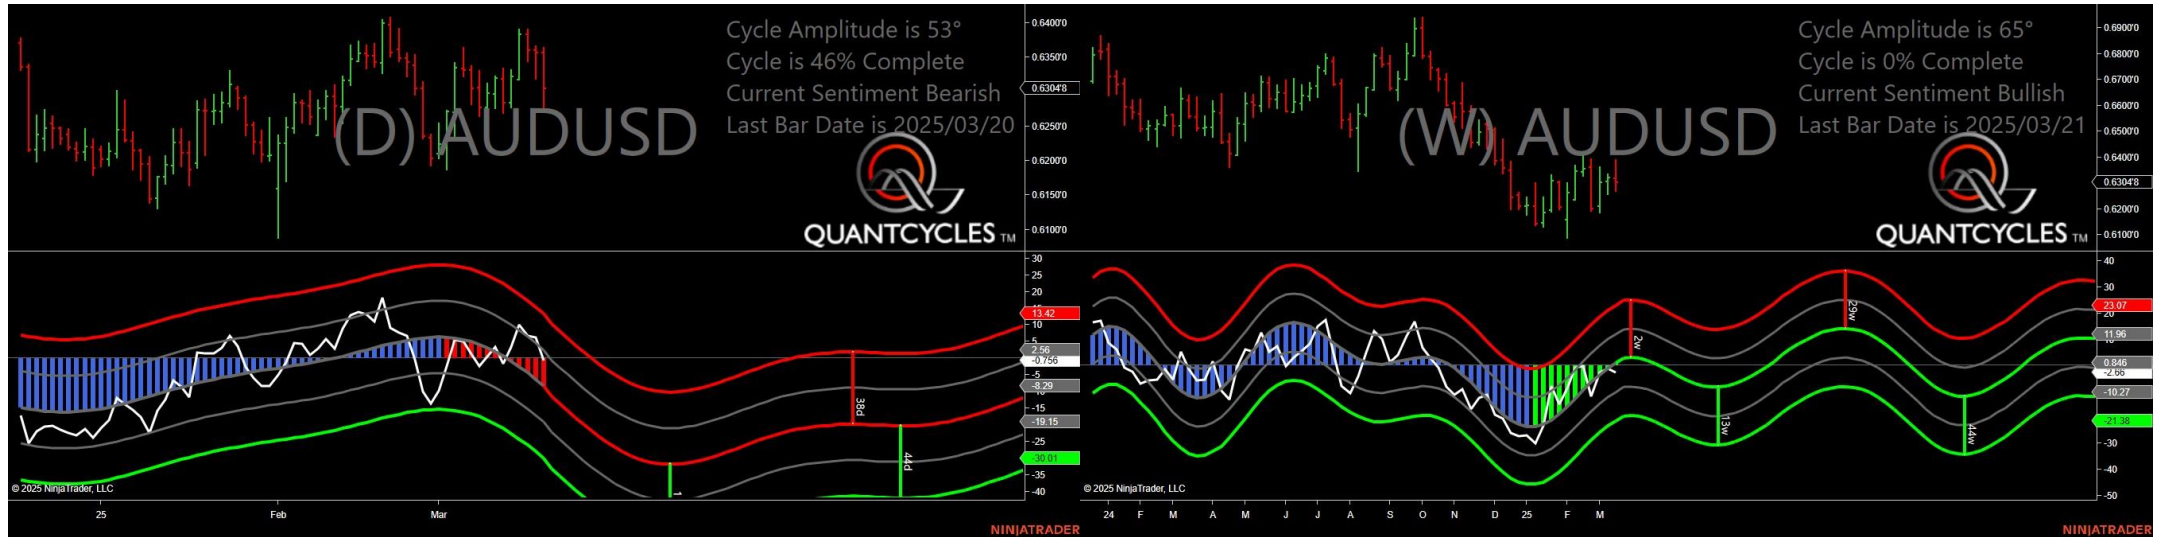 Cycle Amplitude is 53°
Cycle is 46% Complete
Current Sentiment Bearish
Last Bar Date is 2025/03/20
(D) AUDUSD
QUANTCYCLES TM
0.6400'0
0.6350'0
0.6304'8
0.6250'0
0.6200'0
0.6150'0
0.6100'0
30
25
20
13.42
10
5
2.56
-0.756
-5
-8.29
-15
-19.15
-25
-30.01
-35
-40
38d
44d
1
© 2025 NinjaTrader, LLC
25 Feb Mar
NINJATRADER
Cycle Amplitude is 65°
Cycle is 0% Complete
Current Sentiment Bullish
Last Bar Date is 2025/03/21
(W) AUDUSD
QUANTCYCLES TM
0.6900'0
0.6800'0
0.6700'0
0.6600'0
0.6500'0
0.6400'0
0.6304'8
0.6200'0
0.6100'0
40
30
23.07
20
11.96
0.846
-2.66
-10.27
-21.38
-30
-40
-50
2w
13w
29w
44w
© 2025 NinjaTrader, LLC
24 F M A M J J A S O N D 25 F M
NINJATRADER